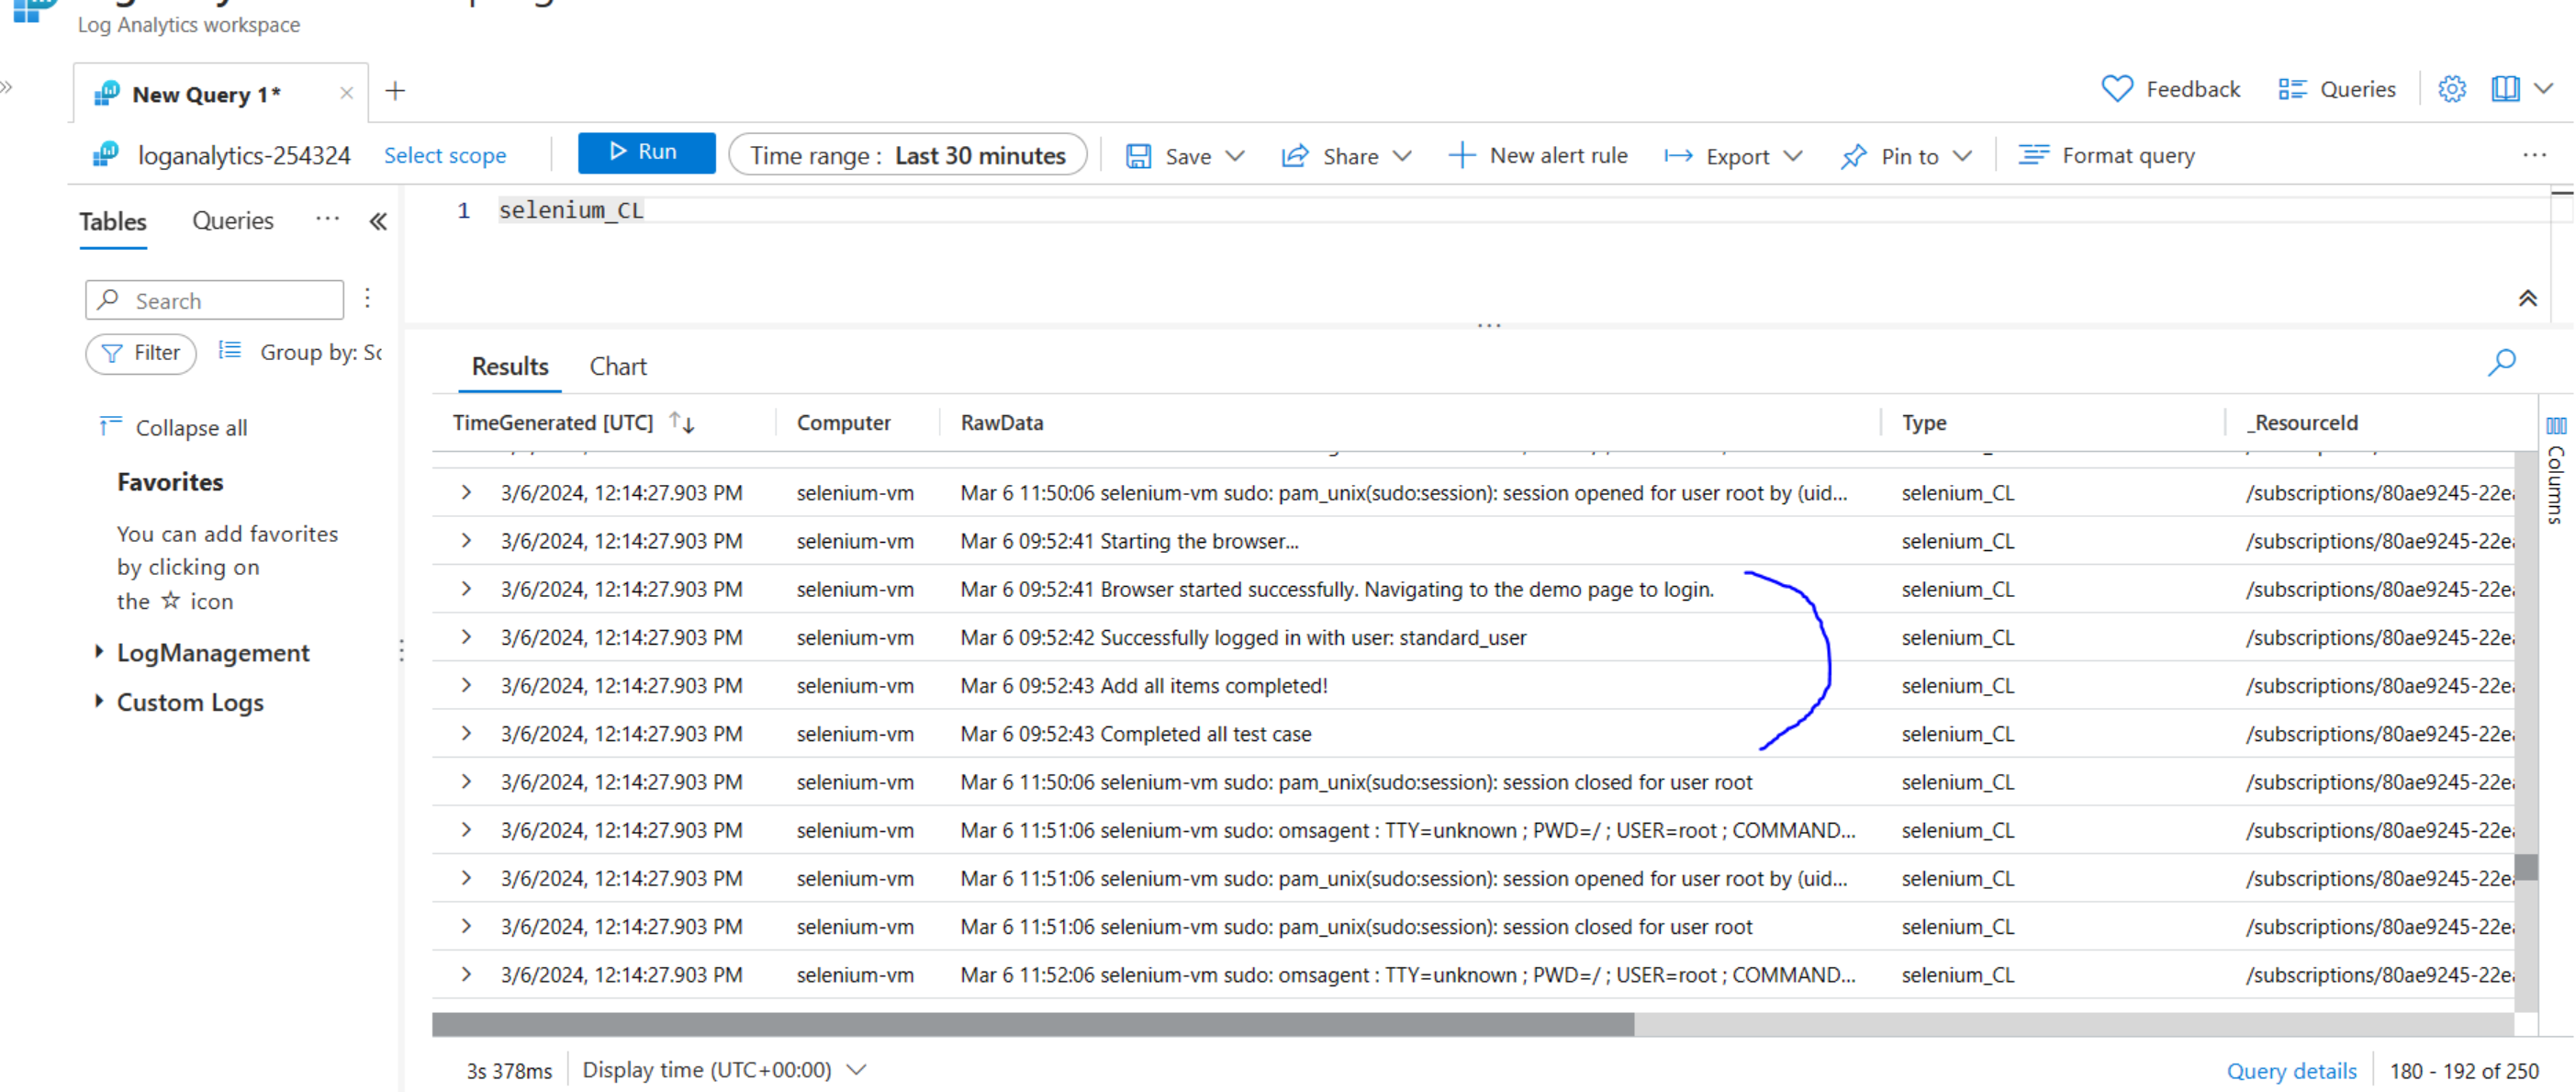 Log Analytics workspace
New Query 1*
Feedback Queries
loganalytics-254324 Select scope Run Time range : Last 30 minutes Save Share New alert rule Export Pin to Format query
Tables Queries ...
1 selenium_CL
Search
Filter Group by: Sc
Results Chart
Collapse all
TimeGenerated [UTC] Computer RawData Type _ResourceId
Columns
Favorites
You can add favorites
by clicking on
the ☆ icon
LogManagement
Custom Logs
3/6/2024, 12:14:27.903 PM selenium-vm Mar 6 11:50:06 selenium-vm sudo: pam_unix(sudo:session): session opened for user root by (uid... selenium_CL /subscriptions/80ae9245-22ea
3/6/2024, 12:14:27.903 PM selenium-vm Mar 6 09:52:41 Starting the browser... selenium_CL /subscriptions/80ae9245-22ea
3/6/2024, 12:14:27.903 PM selenium-vm Mar 6 09:52:41 Browser started successfully. Navigating to the demo page to login. selenium_CL /subscriptions/80ae9245-22ea
3/6/2024, 12:14:27.903 PM selenium-vm Mar 6 09:52:42 Successfully logged in with user: standard_user selenium_CL /subscriptions/80ae9245-22ea
3/6/2024, 12:14:27.903 PM selenium-vm Mar 6 09:52:43 Add all items completed! selenium_CL /subscriptions/80ae9245-22ea
3/6/2024, 12:14:27.903 PM selenium-vm Mar 6 09:52:43 Completed all test case selenium_CL /subscriptions/80ae9245-22ea
3/6/2024, 12:14:27.903 PM selenium-vm Mar 6 11:50:06 selenium-vm sudo: pam_unix(sudo:session): session closed for user root selenium_CL /subscriptions/80ae9245-22ea
3/6/2024, 12:14:27.903 PM selenium-vm Mar 6 11:51:06 selenium-vm sudo: omsagent : TTY=unknown ; PWD=/ ; USER=root ; COMMAND... selenium_CL /subscriptions/80ae9245-22ea
3/6/2024, 12:14:27.903 PM selenium-vm Mar 6 11:51:06 selenium-vm sudo: pam_unix(sudo:session): session opened for user root by (uid... selenium_CL /subscriptions/80ae9245-22ea
3/6/2024, 12:14:27.903 PM selenium-vm Mar 6 11:51:06 selenium-vm sudo: pam_unix(sudo:session): session closed for user root selenium_CL /subscriptions/80ae9245-22ea
3/6/2024, 12:14:27.903 PM selenium-vm Mar 6 11:52:06 selenium-vm sudo: omsagent : TTY=unknown ; PWD=/ ; USER=root ; COMMAND... selenium_CL /subscriptions/80ae9245-22ea
3s 378ms Display time (UTC+00:00) Query details 180 - 192 of 250